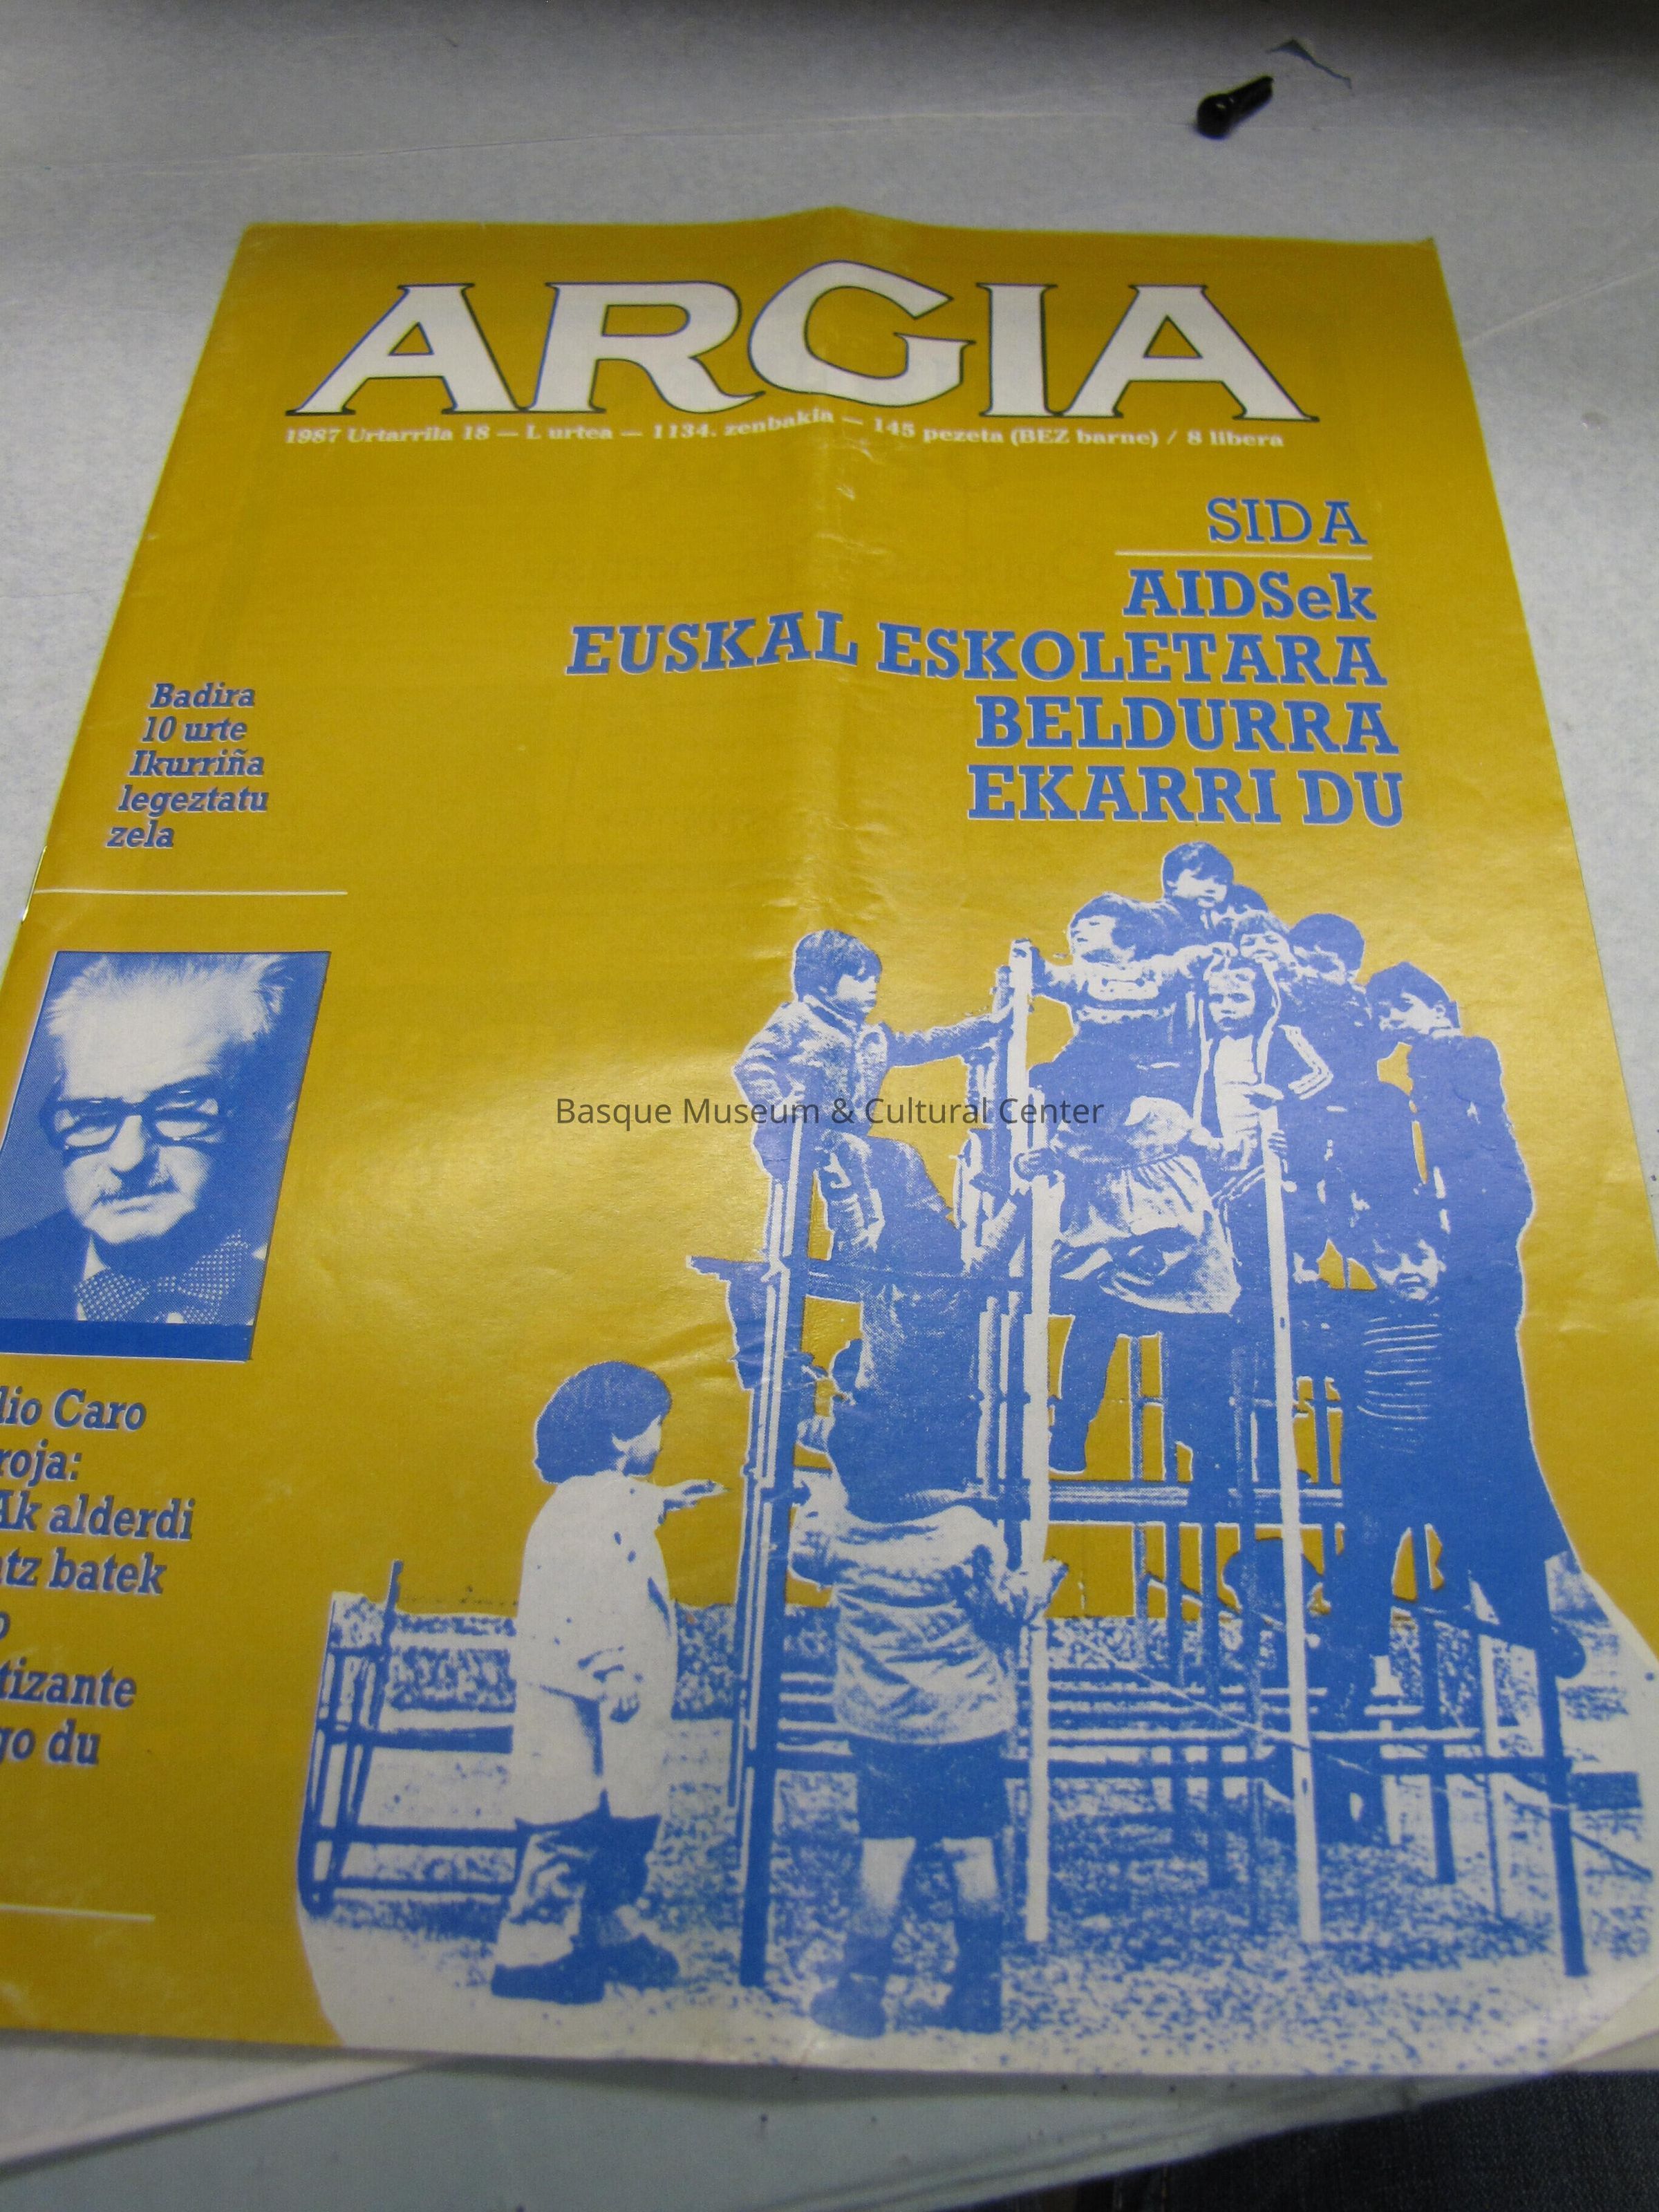 ARGIA
1987 Urtarrila 18 — L urtea — 1134. zenbakia — 145 pezeta (BEZ barne) / 8 libera
SIDA
AIDSek
EUSKAL ESKOLETARA
BELDURRA
EKARRI DU
Badira
10 urte
Ikurriña
legeztatu
zela
lio Caro
roja:
Ak alderdi
tz batek
tizante
go du
Basque Museum & Cultural Center